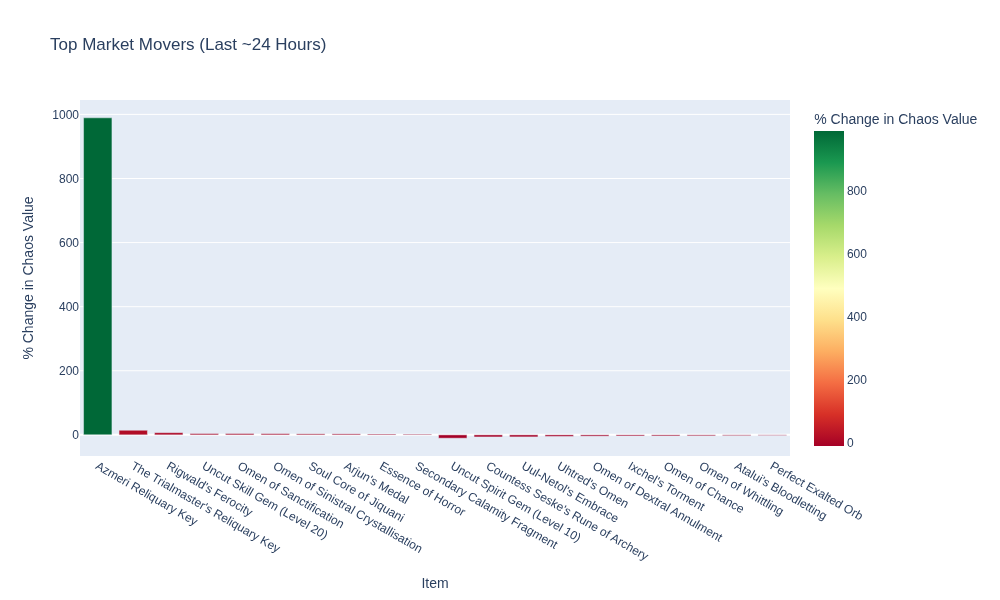 Top Market Movers (Last ~24 Hours)
% Change in Chaos Value
1000
800
600
400
200
0
% Change in Chaos Value
800
600
400
200
0
Azmeri Reliquary Key
The Trialmaster's Reliquary Key
Rigwald's Ferocity
Uncut Skill Gem (Level 20)
Omen of Sanctification
Omen of Sinistral Crystallisation
Soul Core of Jiquani
Arjun's Medal
Essence of Horror
Secondary Calamity Fragment
Uncut Spirit Gem (Level 10)
Countess Seske's Rune of Archery
Uul-Netol's Embrace
Uhtred's Omen
Omen of Dextral Annulment
Ixchel's Torment
Omen of Chance
Omen of Whittling
Atalui's Bloodletting
Perfect Exalted Orb
Item